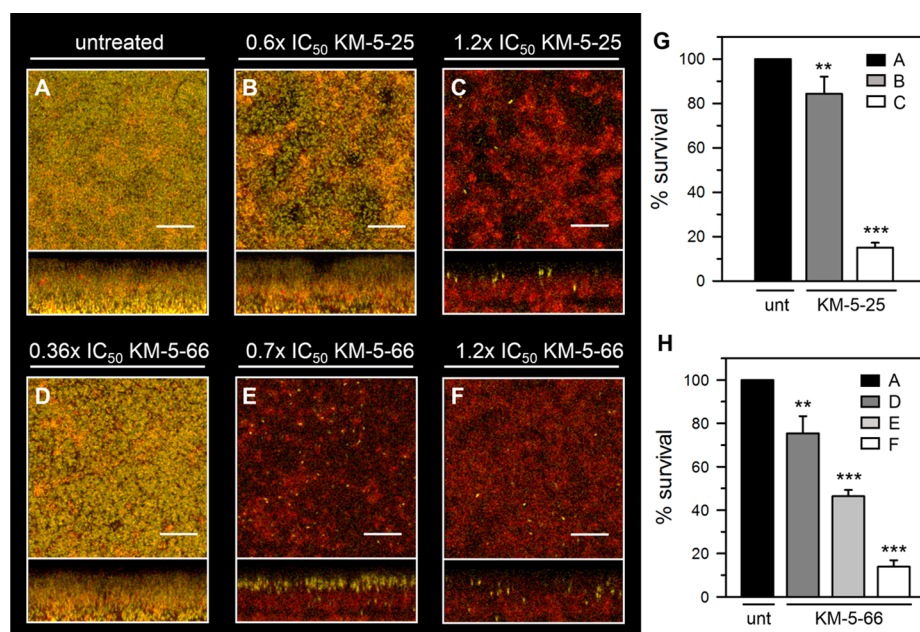 untreated
0.6x IC50 KM-5-25
1.2x IC50 KM-5-25
A
B
C
0.36x IC50 KM-5-66
0.7x IC50 KM-5-66
1.2x IC50 KM-5-66
D
E
F
G
% survival
100
80
60
40
20
0
**
***
A
B
C
unt
KM-5-25
H
% survival
100
80
60
40
20
0
**
***
***
A
D
E
F
unt
KM-5-66